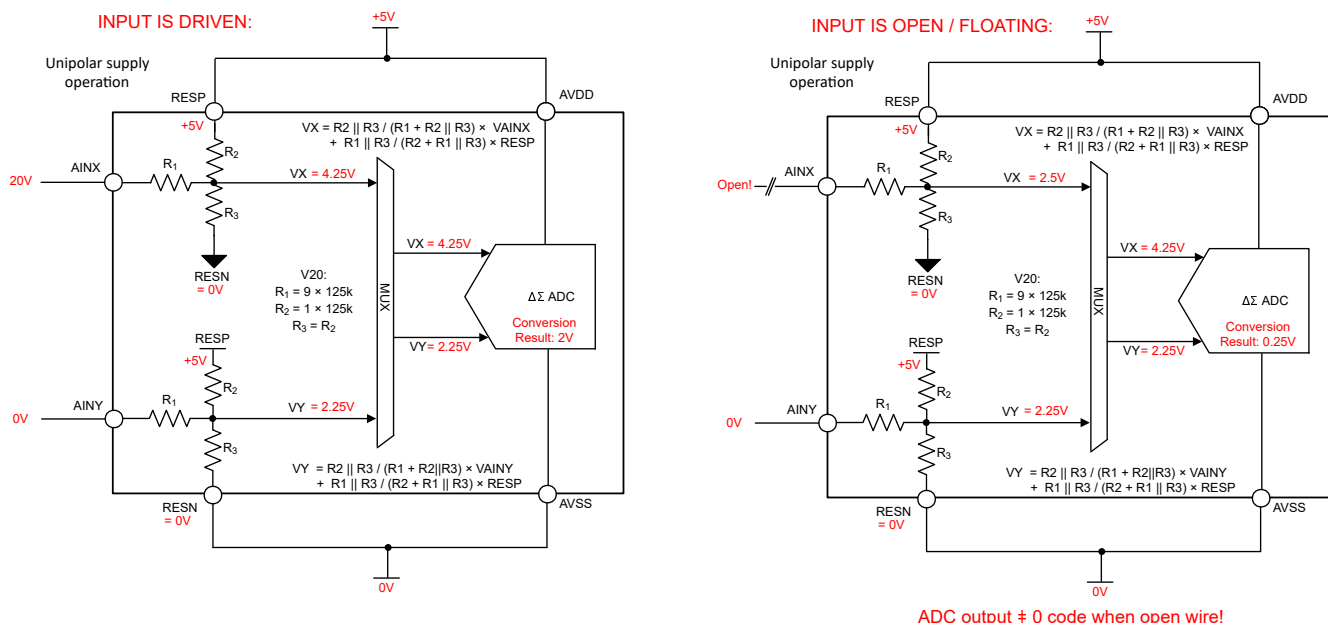 INPUT IS DRIVEN:
+5V
Unipolar supply
operation
RESP
AVDD
+5V
VX = R2 || R3 / (R1 + R2 || R3) × VAINX
+ R1 || R3 / (R2 + R1 || R3) × RESP
R2
20V
AINX
R1
VX = 4.25V
R3
VX = 4.25V
RESN
= 0V
V20:
R1 = 9 × 125k
R2 = 1 × 125k
R3 = R2
MUX
ΔΣ ADC
Conversion
Result: 2V
RESP
VY = 2.25V
+5V
R2
0V
AINY
R1
VY = 2.25V
R3
VY = R2 || R3 / (R1 + R2||R3) × VAINY
+ R1 || R3 / (R2 + R1 || R3) × RESP
RESN
= 0V
AVSS
0V
INPUT IS OPEN / FLOATING:
+5V
Unipolar supply
operation
RESP
AVDD
+5V
VX = R2 || R3 / (R1 + R2 || R3) × VAINX
+ R1 || R3 / (R2 + R1 || R3) × RESP
R2
Open!
AINX
R1
VX = 2.5V
R3
VX = 4.25V
RESN
= 0V
V20:
R1 = 9 × 125k
R2 = 1 × 125k
R3 = R2
MUX
ΔΣ ADC
Conversion
Result: 0.25V
RESP
VY = 2.25V
+5V
R2
0V
AINY
R1
VY = 2.25V
R3
VY = R2 || R3 / (R1 + R2||R3) × VAINY
+ R1 || R3 / (R2 + R1 || R3) × RESP
RESN
= 0V
AVSS
0V
ADC output ‡ 0 code when open wire!